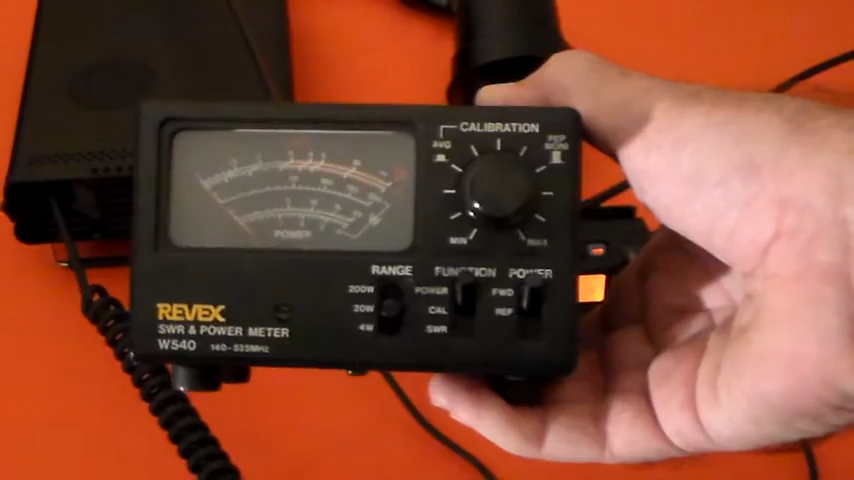 CALIBRATION
AVG
PEP
MONI
MIN
MAX
POWER
RANGE FUNCTION POWER
200W POWER FWD
20W CAL REF
4W SWR
REVEX
SWR & POWER METER
W540 140-525MHz